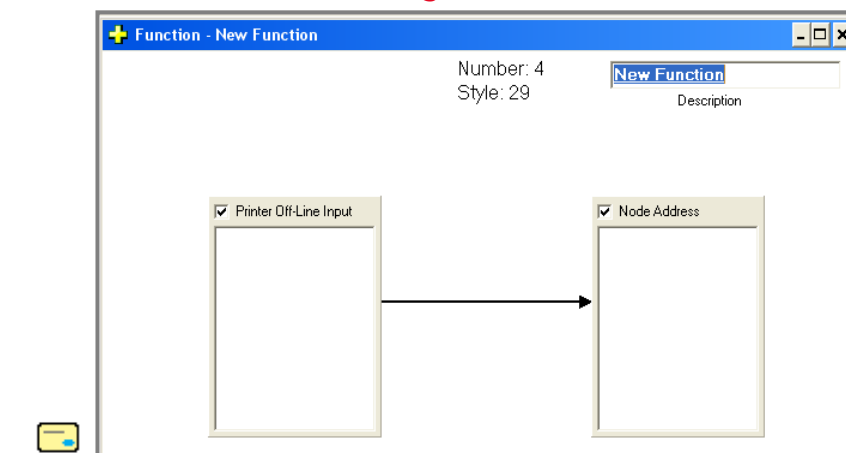 Function - New Function
Number: 4
New Function
Style: 29
Description
Printer Off-Line Input
Node Address